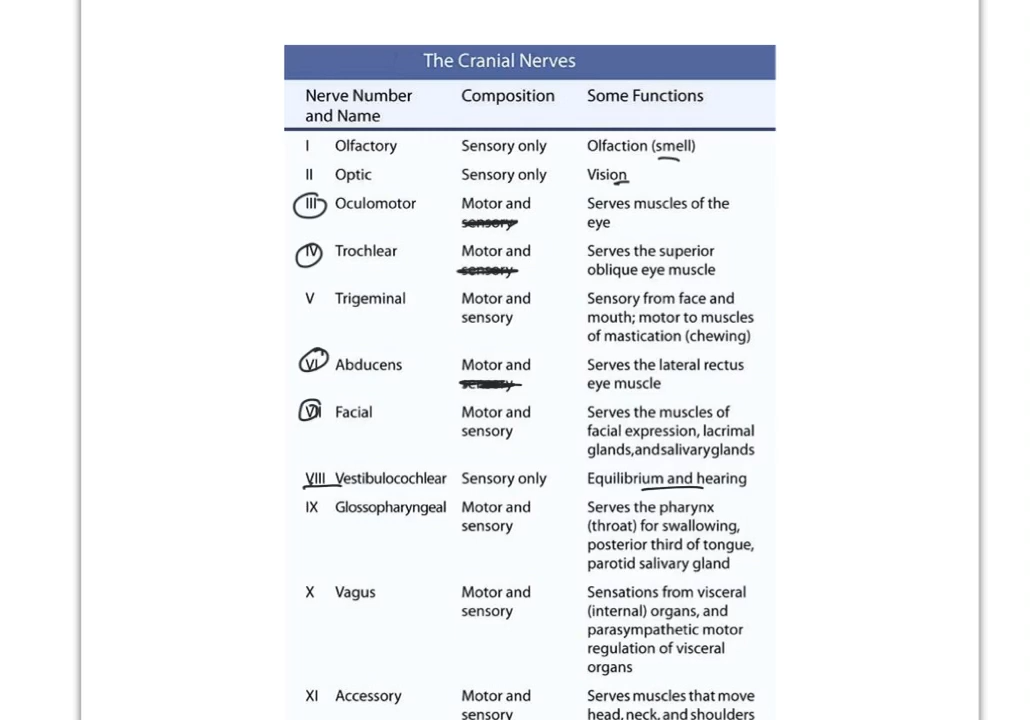 The Cranial Nerves
Nerve Number Composition Some Functions
and Name
I Olfactory Sensory only Olfaction (smell)
II Optic Sensory only Vision
III Oculomotor Motor and Serves muscles of the
sensory eye
IV Trochlear Motor and Serves the superior
sensory oblique eye muscle
V Trigeminal Motor and Sensory from face and
sensory mouth; motor to muscles
of mastication (chewing)
VI Abducens Motor and Serves the lateral rectus
sensory eye muscle
VII Facial Motor and Serves the muscles of
sensory facial expression, lacrimal
glands,andsalivaryglands
VIII Vestibulocochlear Sensory only Equilibrium and hearing
IX Glossopharyngeal Motor and Serves the pharynx
sensory (throat) for swallowing,
posterior third of tongue,
parotid salivary gland
X Vagus Motor and Sensations from visceral
sensory (internal) organs, and
parasympathetic motor
regulation of visceral
organs
XI Accessory Motor and Serves muscles that move
sensory head, neck, and shoulders